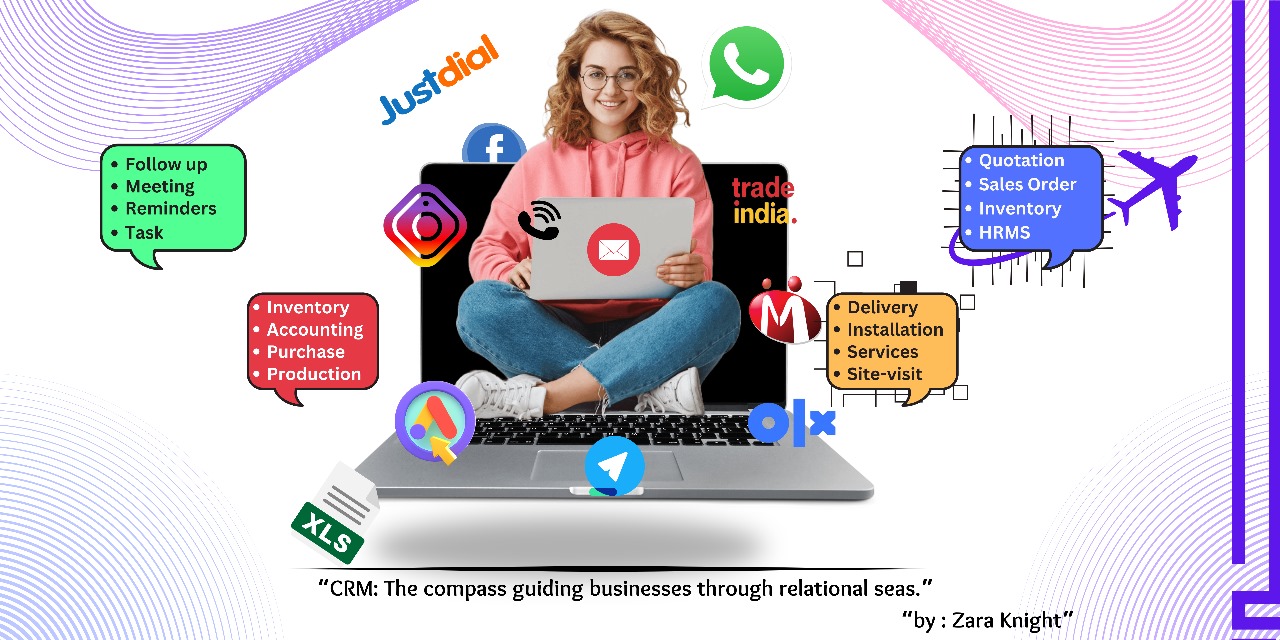 Justdial
f
trade
india.
• Follow up
• Meeting
• Reminders
• Task
• Quotation
• Sales Order
• Inventory
• HRMS
• Inventory
• Accounting
• Purchase
• Production
M
• Delivery
• Installation
• Services
• Site-visit
olx
XLS
“CRM: The compass guiding businesses through relational seas.”
“by : Zara Knight”